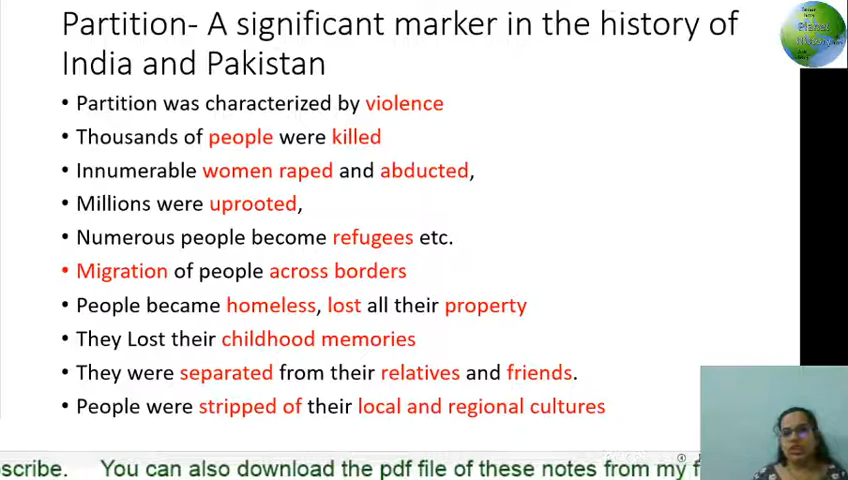 Partition- A significant marker in the history of
India and Pakistan
• Partition was characterized by violence
• Thousands of people were killed
• Innumerable women raped and abducted,
• Millions were uprooted,
• Numerous people become refugees etc.
• Migration of people across borders
• People became homeless, lost all their property
• They Lost their childhood memories
• They were separated from their relatives and friends.
• People were stripped of their local and regional cultures
Planet
History
scribe. You can also download the pdf file of these notes from my f